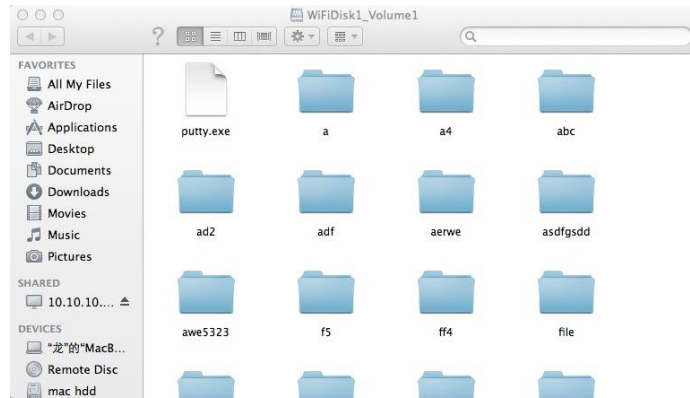 WiFiDisk1_Volume1
?
FAVORITES
All My Files
AirDrop
Applications
Desktop
Documents
Downloads
Movies
Music
Pictures
SHARED
10.10.10....
DEVICES
“龙”的“MacB...
Remote Disc
mac hdd
putty.exe a a4 abc
ad2 adf aerwe asdfgsdd
awe5323 f5 ff4 file